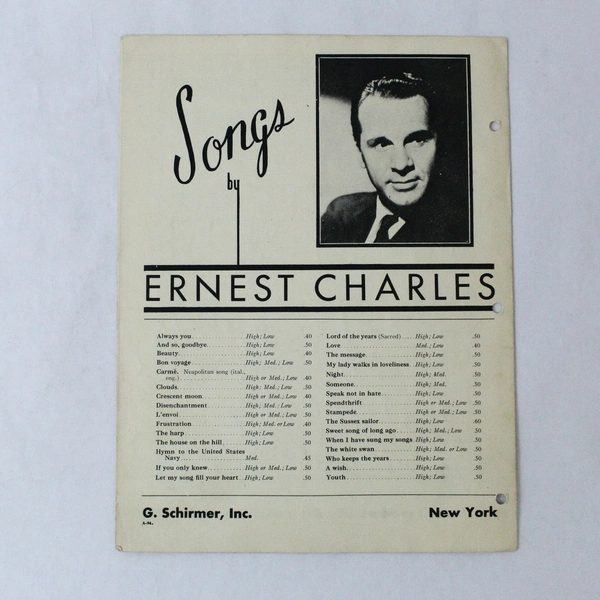 Songs
by
ERNEST CHARLES
Always you High; Low .40
And so, goodbye High; Low .50
Beauty High; Low .40
Bon voyage High; Med.; Low .50
Carmé. Neapolitan song (ital.,
eng.) High or Med.; Low .40
Clouds High; Med.; Low .50
Crescent moon High or Med.; Low .40
Disenchantment High; Med.; Low .50
L'envoi High or Med.; Low .50
Frustration High; Med. or Low .40
The harp High; Low .50
The house on the hill High; Low .50
Hymn to the United States
Navy Med. .45
If you only knew High or Med.; Low .50
Let my song fill your heart High; Low .50
Lord of the years (Sacred) High; Low .50
Love Med.; Low .40
The message High; Low .50
My lady walks in loveliness High; Low .50
Night High; Med. .50
Someone High; Med. .50
Speak not in hate High; Low .50
Spendthrift High or Med.; Low .50
Stampede High or Med.; Low .50
The Sussex sailor High; Low .60
Sweet song of long ago High; Med.; Low .50
When I have sung my songs High; Low .50
The white swan High; Med. or Low .50
Who keeps the years High; Low .50
A wish High; Low .50
Youth High; Low .50
G. Schirmer, Inc. New York